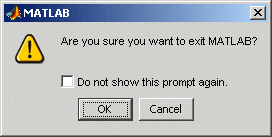 MATLAB
Are you sure you want to exit MATLAB?
Do not show this prompt again.
OK
Cancel